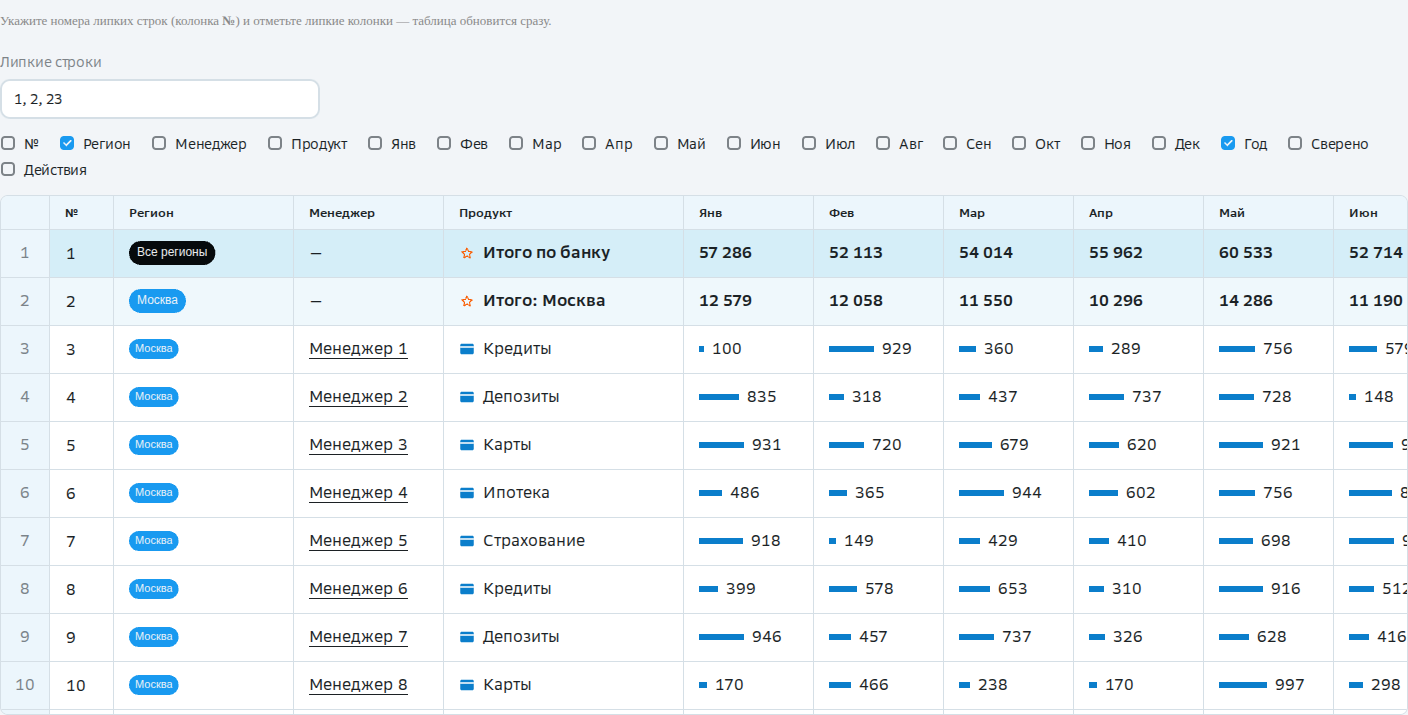 Укажите номера липких строк (колонка №) и отметьте липкие колонки — таблица обновится сразу.
Липкие строки
1, 2, 23
№ Регион Менеджер Продукт Янв Фев Мар Апр Май Июн Июл Авг Сен Окт Ноя Дек Год Сверено
Действия
№ Регион Менеджер Продукт Янв Фев Мар Апр Май Июн
1 1 Все регионы — Итого по банку 57 286 52 113 54 014 55 962 60 533 52 714
2 2 Москва — Итого: Москва 12 579 12 058 11 550 10 296 14 286 11 190
3 3 Москва Менеджер 1 Кредиты 100 929 360 289 756 579
4 4 Москва Менеджер 2 Депозиты 835 318 437 737 728 148
5 5 Москва Менеджер 3 Карты 931 720 679 620 921
6 6 Москва Менеджер 4 Ипотека 486 365 944 602 756
7 7 Москва Менеджер 5 Страхование 918 149 429 410 698
8 8 Москва Менеджер 6 Кредиты 399 578 653 310 916 512
9 9 Москва Менеджер 7 Депозиты 946 457 737 326 628 416
10 10 Москва Менеджер 8 Карты 170 466 238 170 997 298